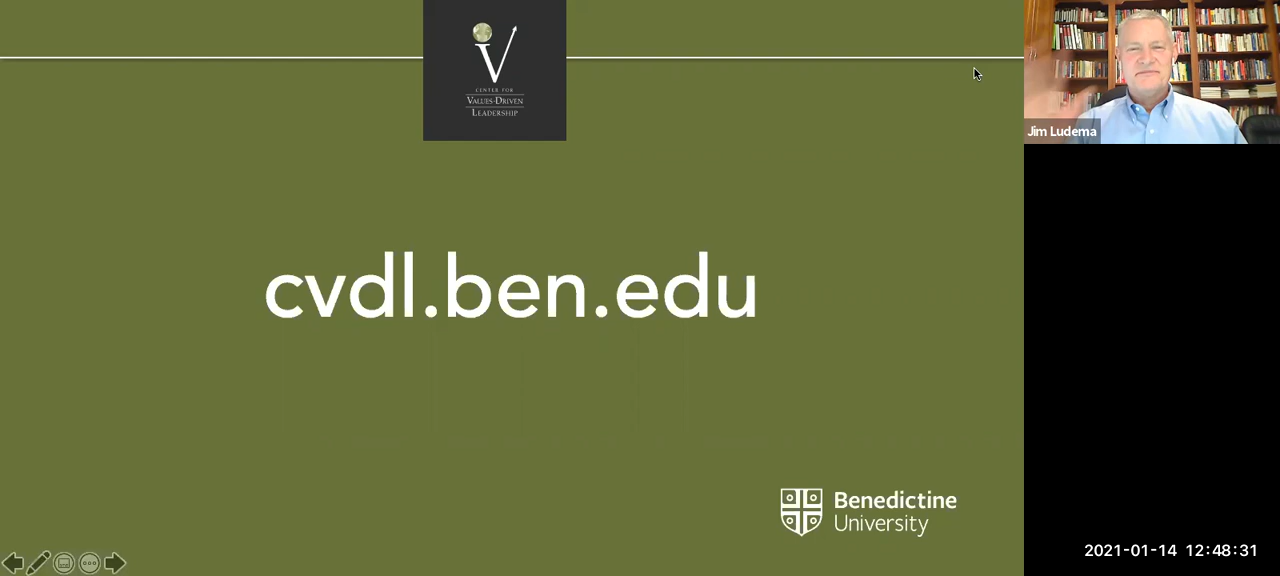 CENTER FOR
VALUES-DRIVEN
LEADERSHIP
Jim Ludema
cvdl.ben.edu
Benedictine
University
2021-01-14 12:48:31